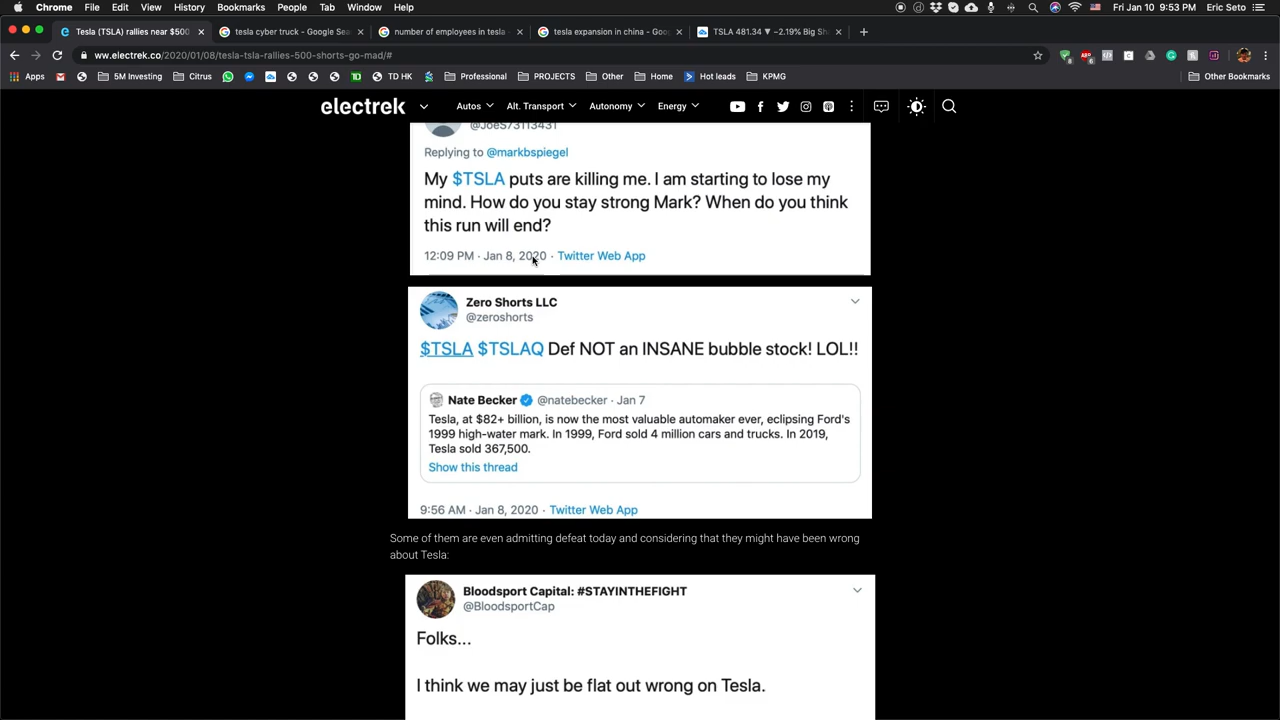 Chrome File Edit View History Bookmarks People Tab Window Help Fri Jan 10 9:53 PM Eric Seto
Tesla (TSLA) rallies near $500 tesla cyber truck - Google Sea number of employees in tesla tesla expansion in china - Goo TSLA 481.34 ▼ −2.19% Big Sh
ww.electrek.co/2020/01/08/tesla-tsla-rallies-500-shorts-go-mad/#
Apps 5M Investing Citrus TD HK Professional PROJECTS Other Home Hot leads KPMG Other Bookmarks
electrek Autos Alt. Transport Autonomy Energy
@JoeS73113431
Replying to @markbspiegel
My $TSLA puts are killing me. I am starting to lose my
mind. How do you stay strong Mark? When do you think
this run will end?
12:09 PM · Jan 8, 2020 · Twitter Web App
Zero Shorts LLC
@zeroshorts
$TSLA $TSLAQ Def NOT an INSANE bubble stock! LOL!!
Nate Becker @natebecker · Jan 7
Tesla, at $82+ billion, is now the most valuable automaker ever, eclipsing Ford's
1999 high-water mark. In 1999, Ford sold 4 million cars and trucks. In 2019,
Tesla sold 367,500.
Show this thread
9:56 AM · Jan 8, 2020 · Twitter Web App
Some of them are even admitting defeat today and considering that they might have been wrong
about Tesla:
Bloodsport Capital: #STAYINTHEFIGHT
@BloodsportCap
Folks...
I think we may just be flat out wrong on Tesla.